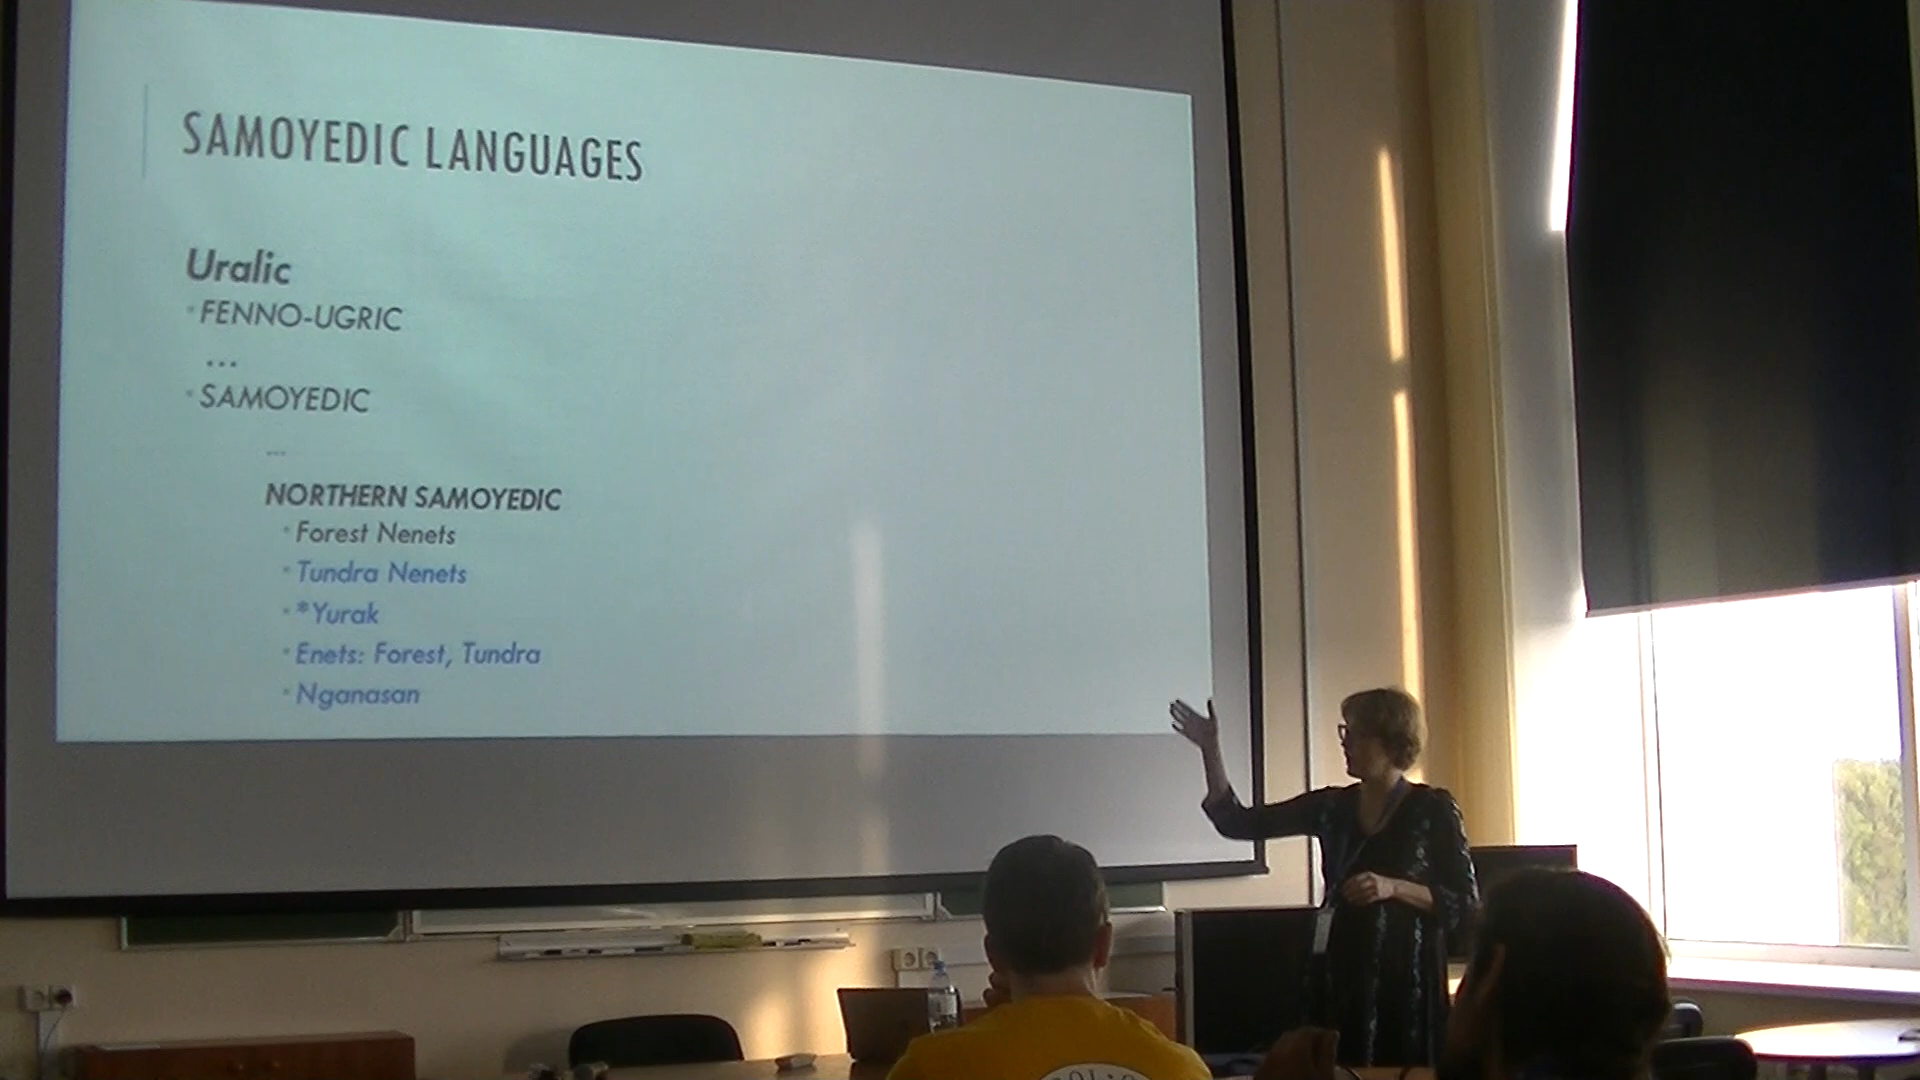 SAMOYEDIC LANGUAGES
Uralic
FENNO-UGRIC
...
SAMOYEDIC
...
NORTHERN SAMOYEDIC
Forest Nenets
Tundra Nenets
*Yurak
Enets: Forest, Tundra
Nganasan